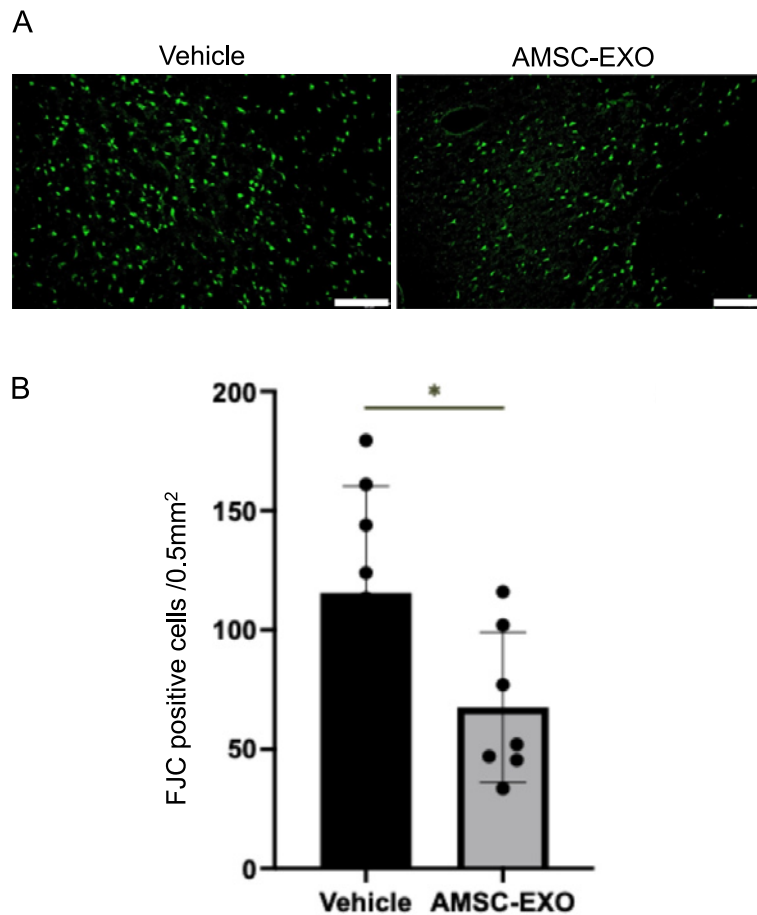 A
Vehicle
AMSC-EXO
B
*
200
150
100
50
0
FJC positive cells /0.5mm²
Vehicle
AMSC-EXO